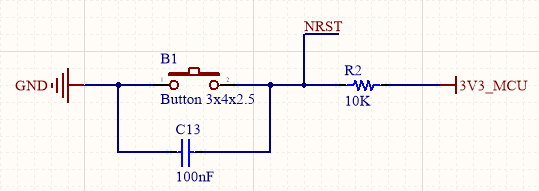 NRST
B1
R2
GND
1
2
3V3_MCU
Button 3x4x2.5
10K
C13
100nF